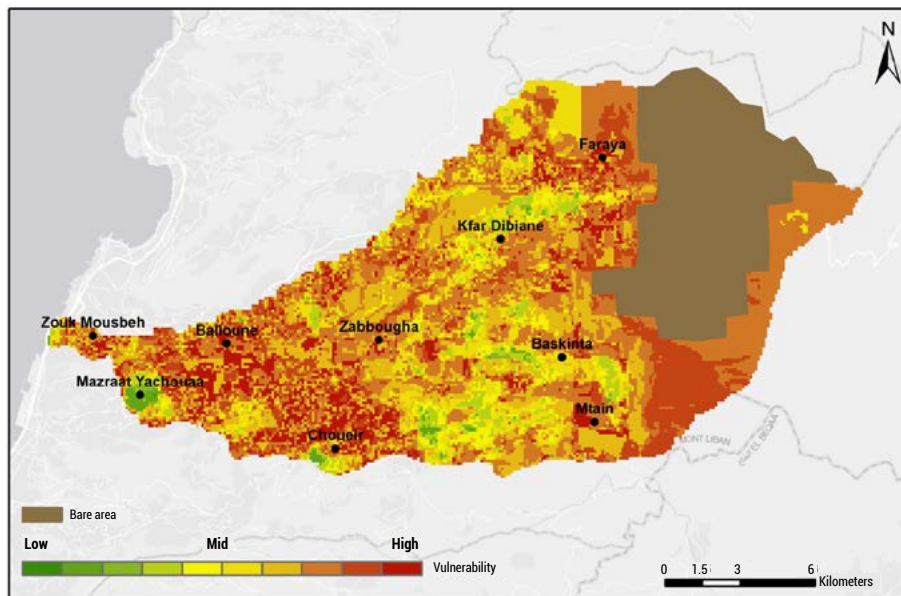 N
Faraya
Kfar Dibiane
Zouk Mousbeh
Balloune
Zabbougha
Baskinta
Mazraat Yachouaa
Mtain
Choueir
MONT LIBAN
Bare area
Low Mid High
Vulnerability
0 1.5 3 6
Kilometers